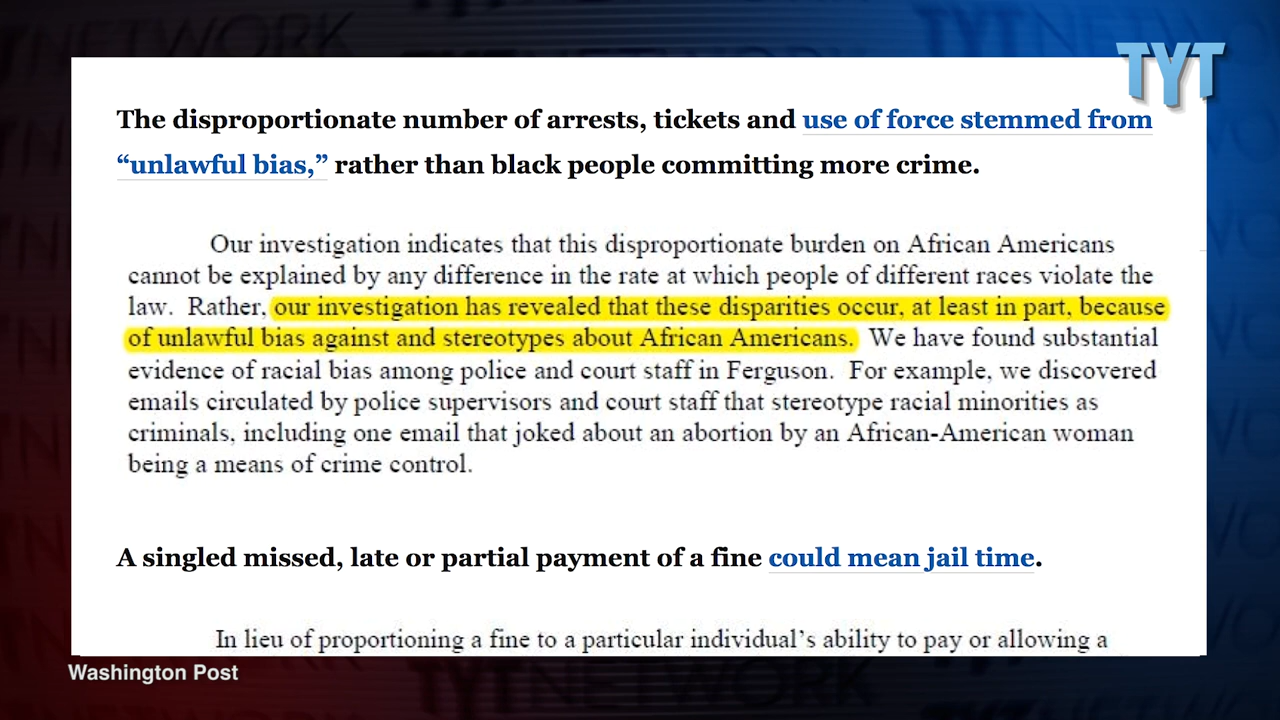 TYT
The disproportionate number of arrests, tickets and use of force stemmed from
“unlawful bias,” rather than black people committing more crime.
Our investigation indicates that this disproportionate burden on African Americans
cannot be explained by any difference in the rate at which people of different races violate the
law. Rather, our investigation has revealed that these disparities occur, at least in part, because
of unlawful bias against and stereotypes about African Americans. We have found substantial
evidence of racial bias among police and court staff in Ferguson. For example, we discovered
emails circulated by police supervisors and court staff that stereotype racial minorities as
criminals, including one email that joked about an abortion by an African-American woman
being a means of crime control.
A singled missed, late or partial payment of a fine could mean jail time.
In lieu of proportioning a fine to a particular individual’s ability to pay or allowing a
Washington Post